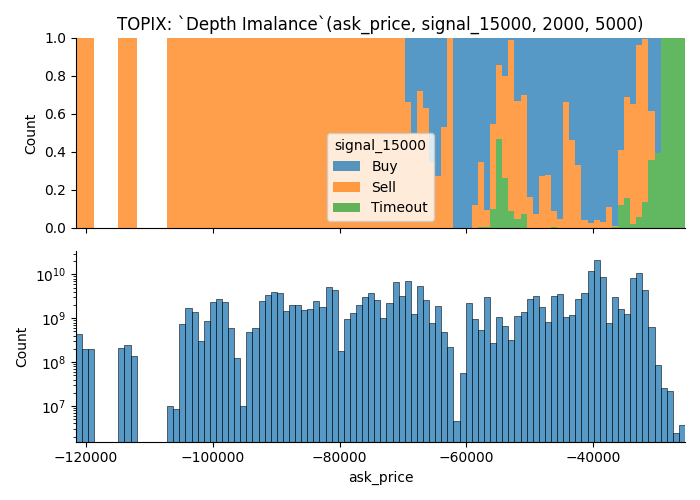 TOPIX: `Depth Imalance`(ask_price, signal_15000, 2000, 5000)
1.0
0.8
0.6
0.4
0.2
0.0
Count
signal_15000
Buy
Sell
Timeout
10^10
10^9
10^8
10^7
Count
−120000 −100000 −80000 −60000 −40000
ask_price